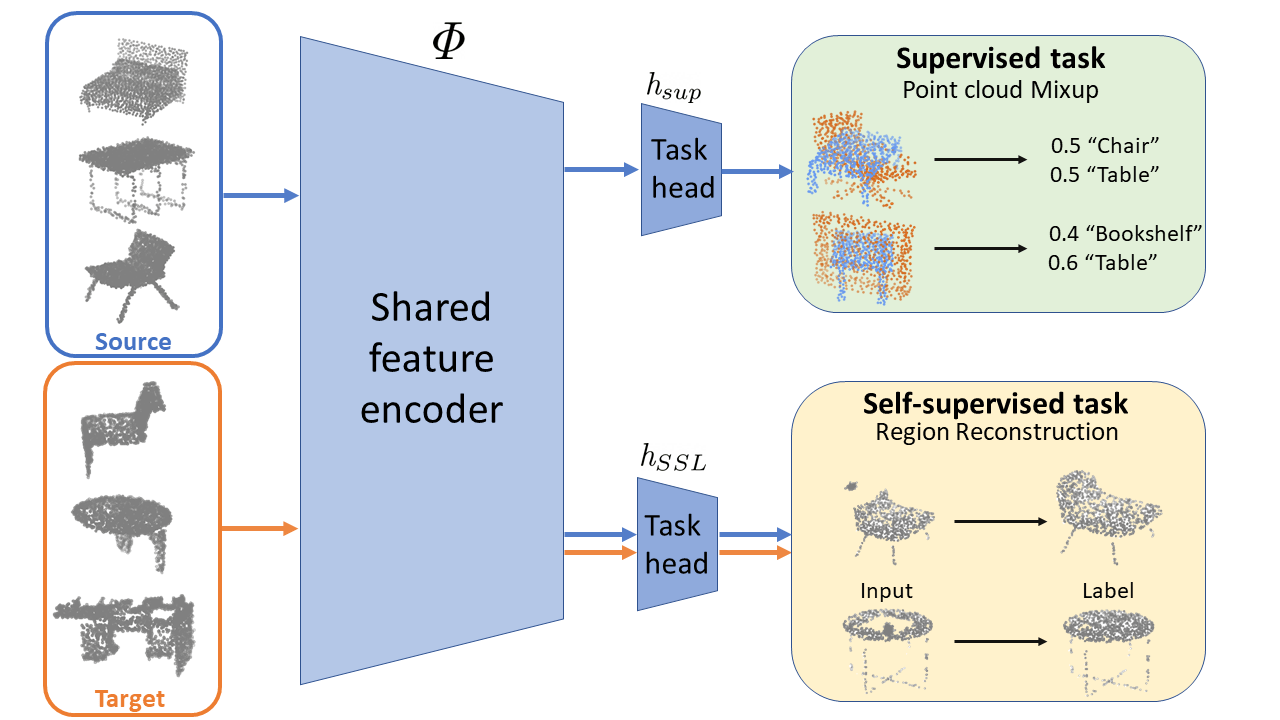 Source
Target
Φ
Shared
feature
encoder
h_{sup}
Task
head
h_{SSL}
Task
head
Supervised task
Point cloud Mixup
0.5 “Chair”
0.5 “Table”
0.4 “Bookshelf”
0.6 “Table”
Self-supervised task
Region Reconstruction
Input
Label